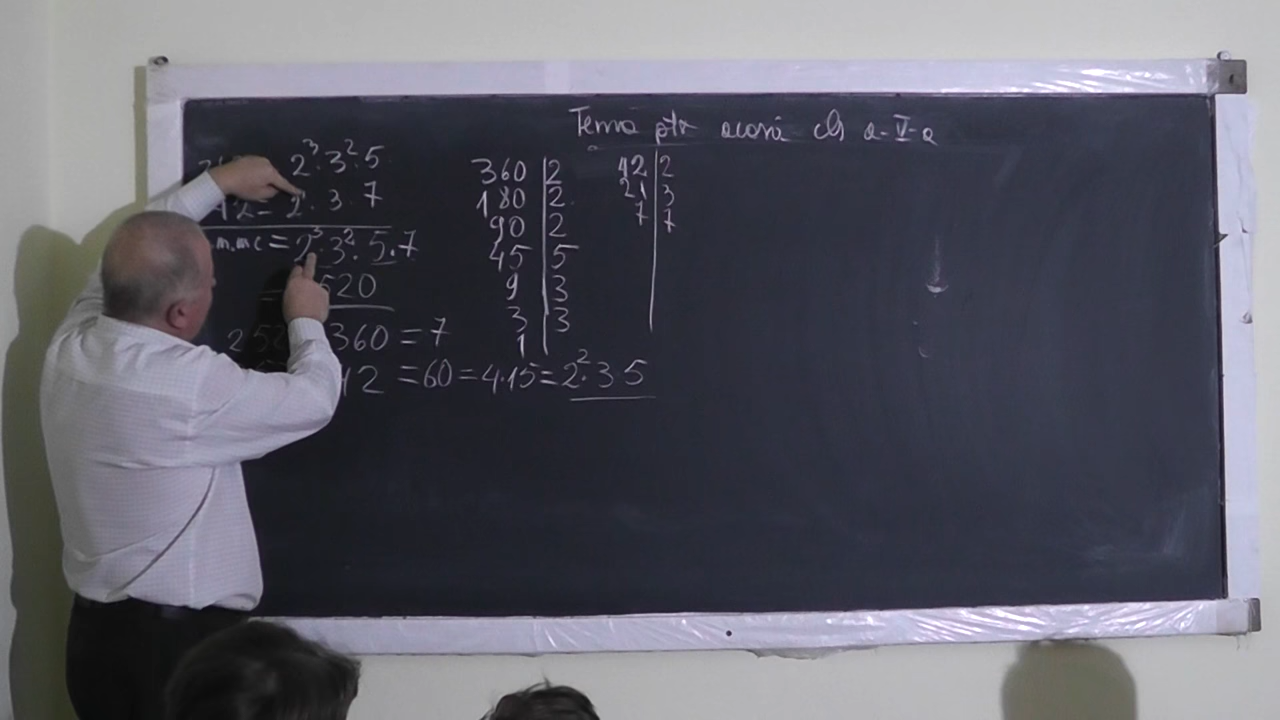 Tema ptr acasă cls a-V-a
2³·3²·5
42 = 2·3·7
m.m.c = 2³·3²·5·7
= 2520
252 360 = 7
42 = 60 = 4·15 = 2²·3·5
360 | 2
180 | 2
90 | 2
45 | 5
9 | 3
3 | 3
1 |
42 | 2
21 | 3
7 | 7